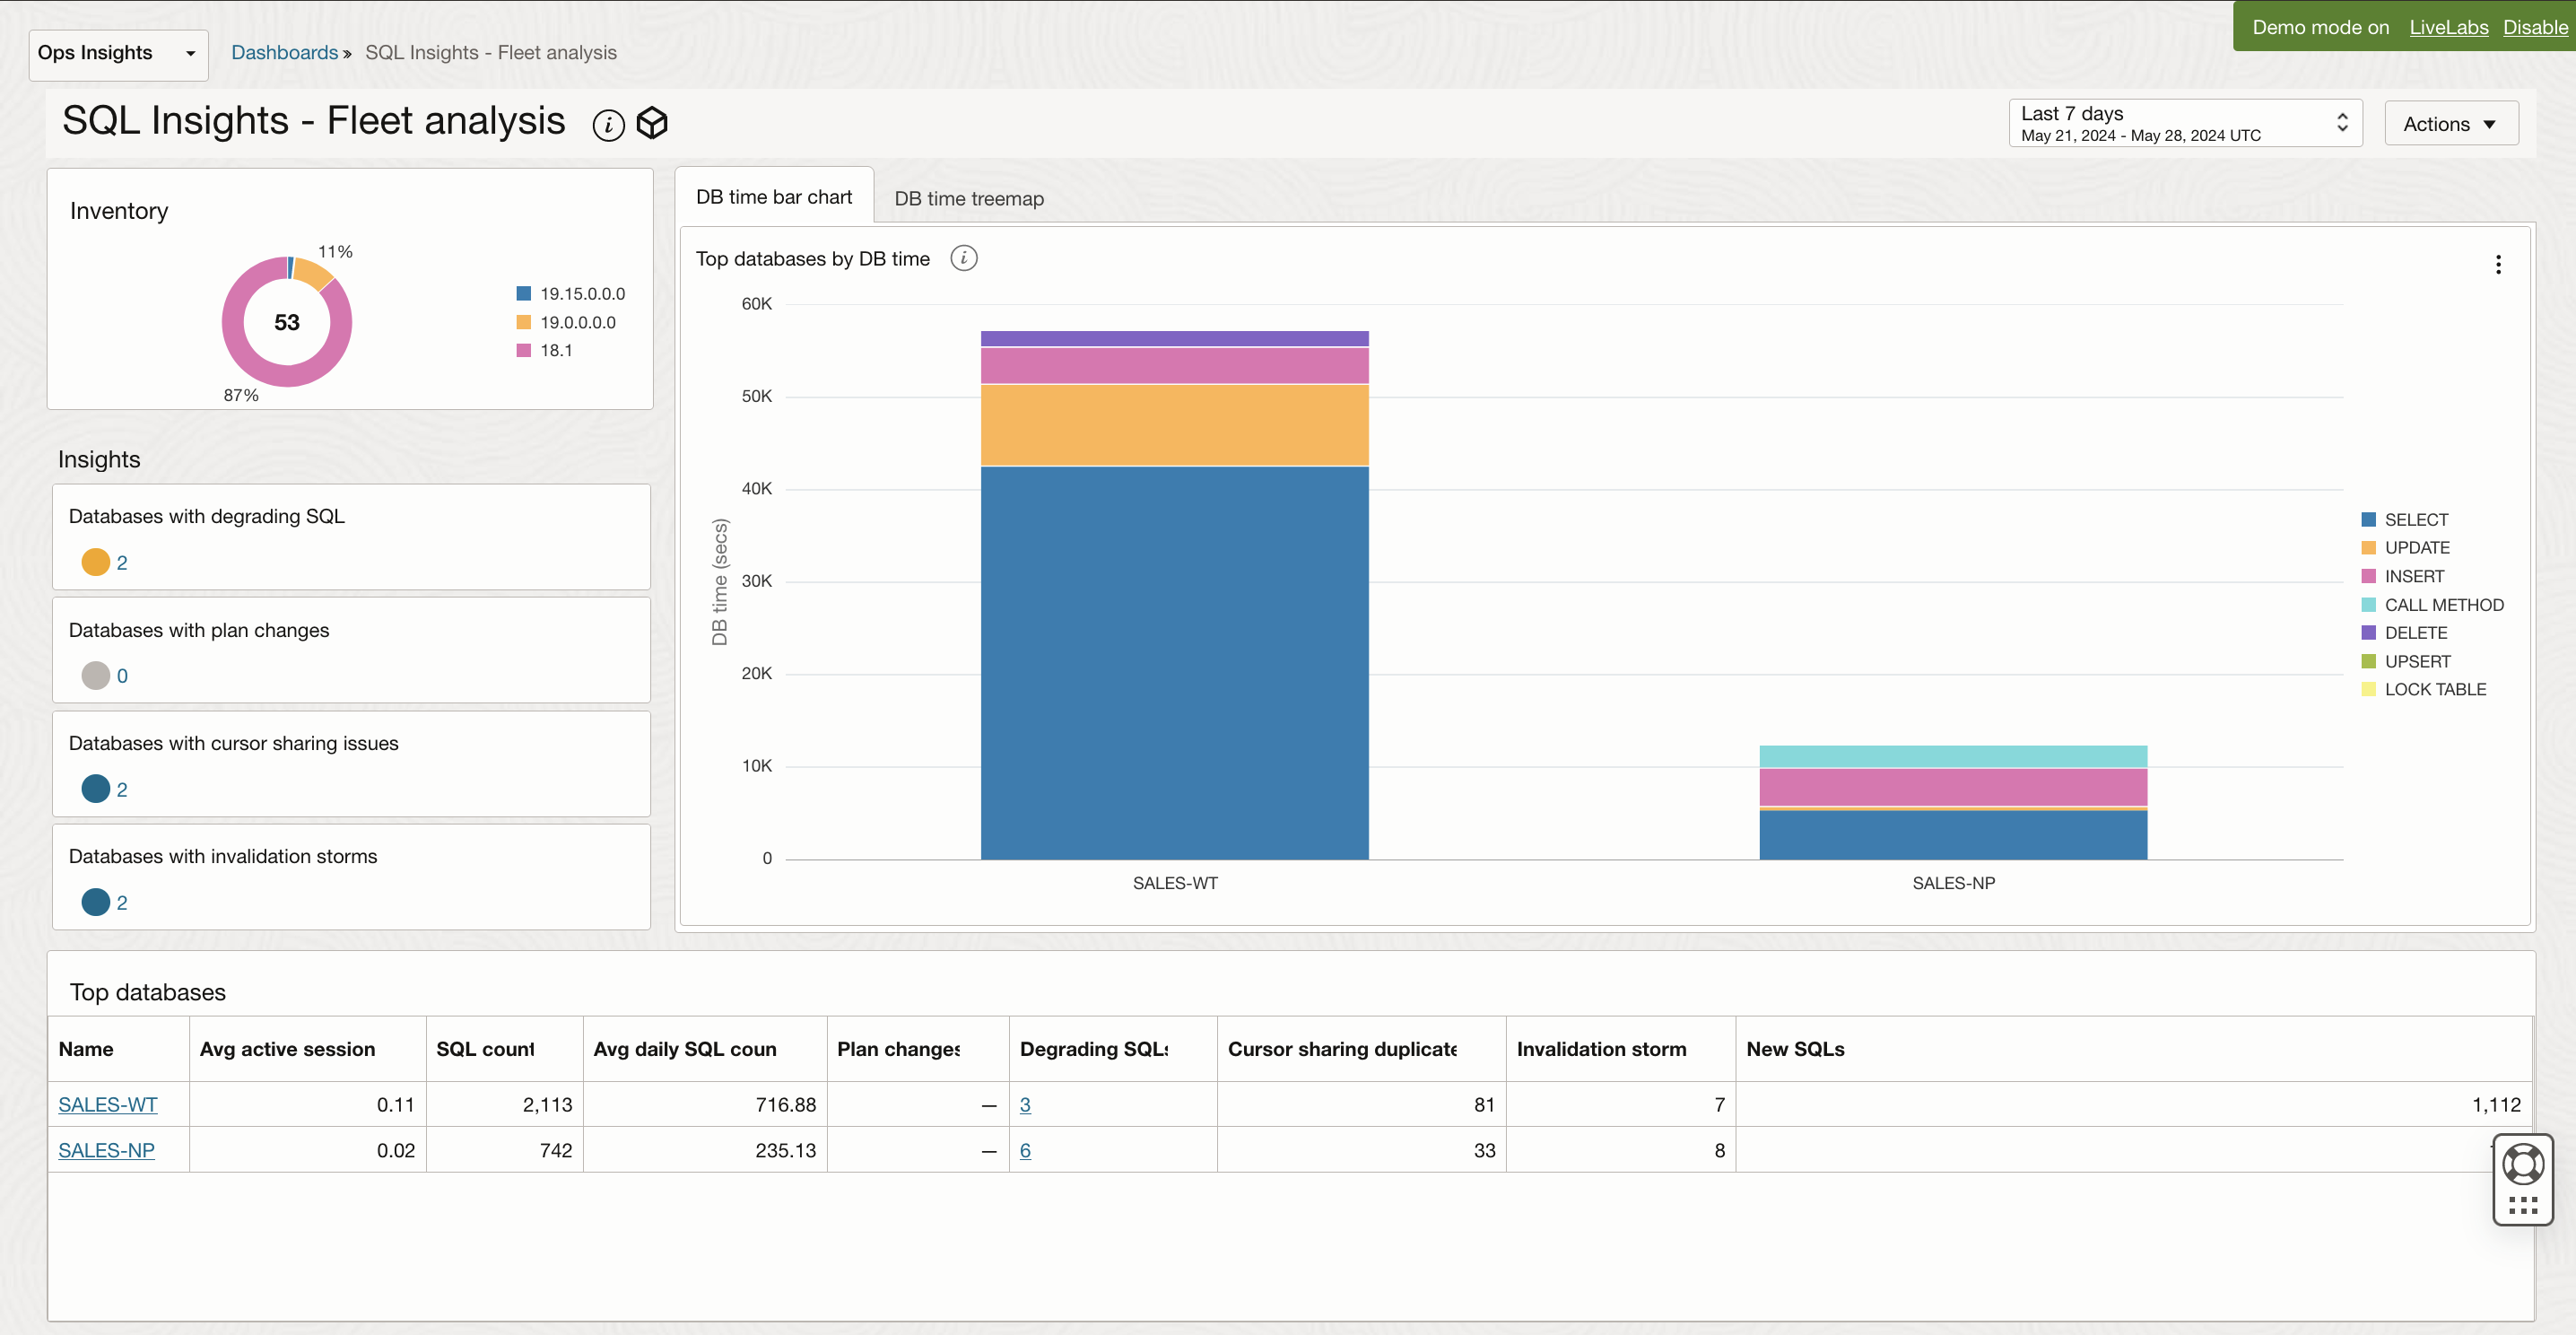 Demo mode on LiveLabs Disable
Ops Insights
Dashboards » SQL Insights - Fleet analysis
SQL Insights - Fleet analysis
Last 7 days
May 21, 2024 - May 28, 2024 UTC
Actions
Inventory
11%
53
87%
19.15.0.0.0
19.0.0.0.0
18.1
Insights
Databases with degrading SQL
2
Databases with plan changes
0
Databases with cursor sharing issues
2
Databases with invalidation storms
2
DB time bar chart DB time treemap
Top databases by DB time
DB time (secs)
60K
50K
40K
30K
20K
10K
0
SALES-WT SALES-NP
SELECT
UPDATE
INSERT
CALL METHOD
DELETE
UPSERT
LOCK TABLE
Top databases
Name Avg active session SQL count Avg daily SQL coun Plan changes Degrading SQLs Cursor sharing duplicate Invalidation storm New SQLs
SALES-WT 0.11 2,113 716.88 — 3 81 7 1,112
SALES-NP 0.02 742 235.13 — 6 33 8